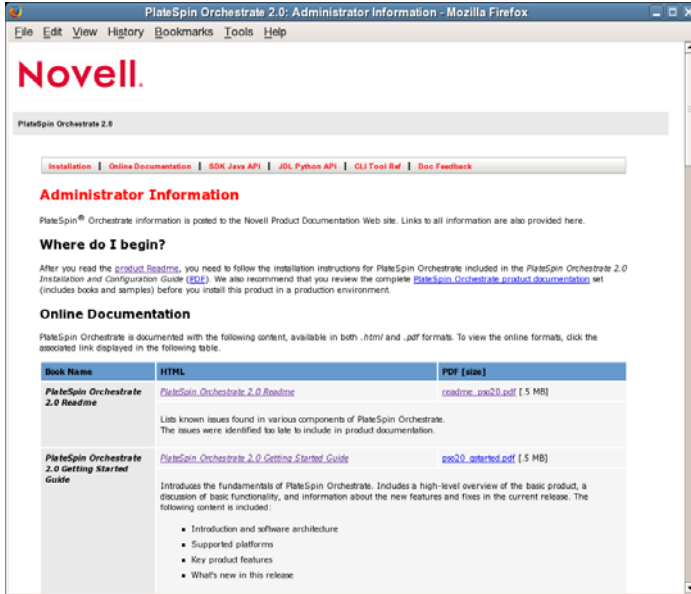 PlateSpin Orchestrate 2.0: Administrator Information - Mozilla Firefox
File Edit View History Bookmarks Tools Help
Novell.
PlateSpin Orchestrate 2.0
Installation | Online Documentation | SDK Java API | JDL Python API | CLI Tool Ref | Doc Feedback
Administrator Information
PlateSpin® Orchestrate information is posted to the Novell Product Documentation Web site. Links to all information are also provided here.
Where do I begin?
After you read the product Readme, you need to follow the installation instructions for PlateSpin Orchestrate included in the PlateSpin Orchestrate 2.0
Installation and Configuration Guide (PDF). We also recommend that you review the complete PlateSpin Orchestrate product documentation set
(includes books and samples) before you install this product in a production environment.
Online Documentation
PlateSpin Orchestrate is documented with the following content, available in both .html and .pdf formats. To view the online formats, click the
associated link displayed in the following table.
Book Name HTML PDF [size]
PlateSpin Orchestrate PlateSpin Orchestrate 2.0 Readme readme_pso20.pdf [.5 MB]
2.0 Readme
Lists known issues found in various components of PlateSpin Orchestrate.
The issues were identified too late to include in product documentation.
PlateSpin Orchestrate PlateSpin Orchestrate 2.0 Getting Started Guide pso20_qstarted.pdf [.5 MB]
2.0 Getting Started
Guide
Introduces the fundamentals of PlateSpin Orchestrate. Includes a high-level overview of the basic product, a
discussion of basic functionality, and information about the new features and fixes in the current release. The
following content is included:
▪ Introduction and software architecture
▪ Supported platforms
▪ Key product features
▪ What's new in this release